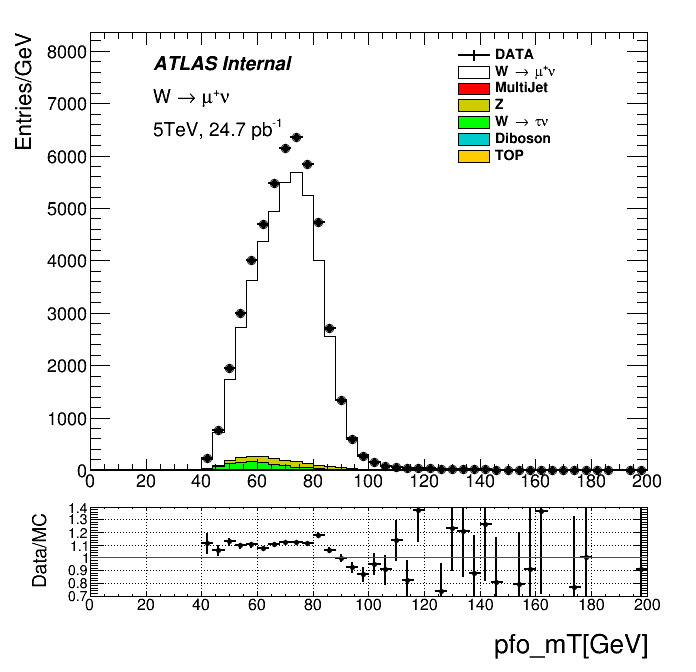 Entries/GeV
8000
7000
6000
5000
4000
3000
2000
1000
0
ATLAS Internal
W → μ⁺ν
5TeV, 24.7 pb⁻¹
DATA
W → μ⁺ν
MultiJet
Z
W → τν
Diboson
TOP
0 20 40 60 80 100 120 140 160 180 200
Data/MC
1.4
1.3
1.2
1.1
1
0.9
0.8
0.7
0 20 40 60 80 100 120 140 160 180 200
pfo_mT[GeV]